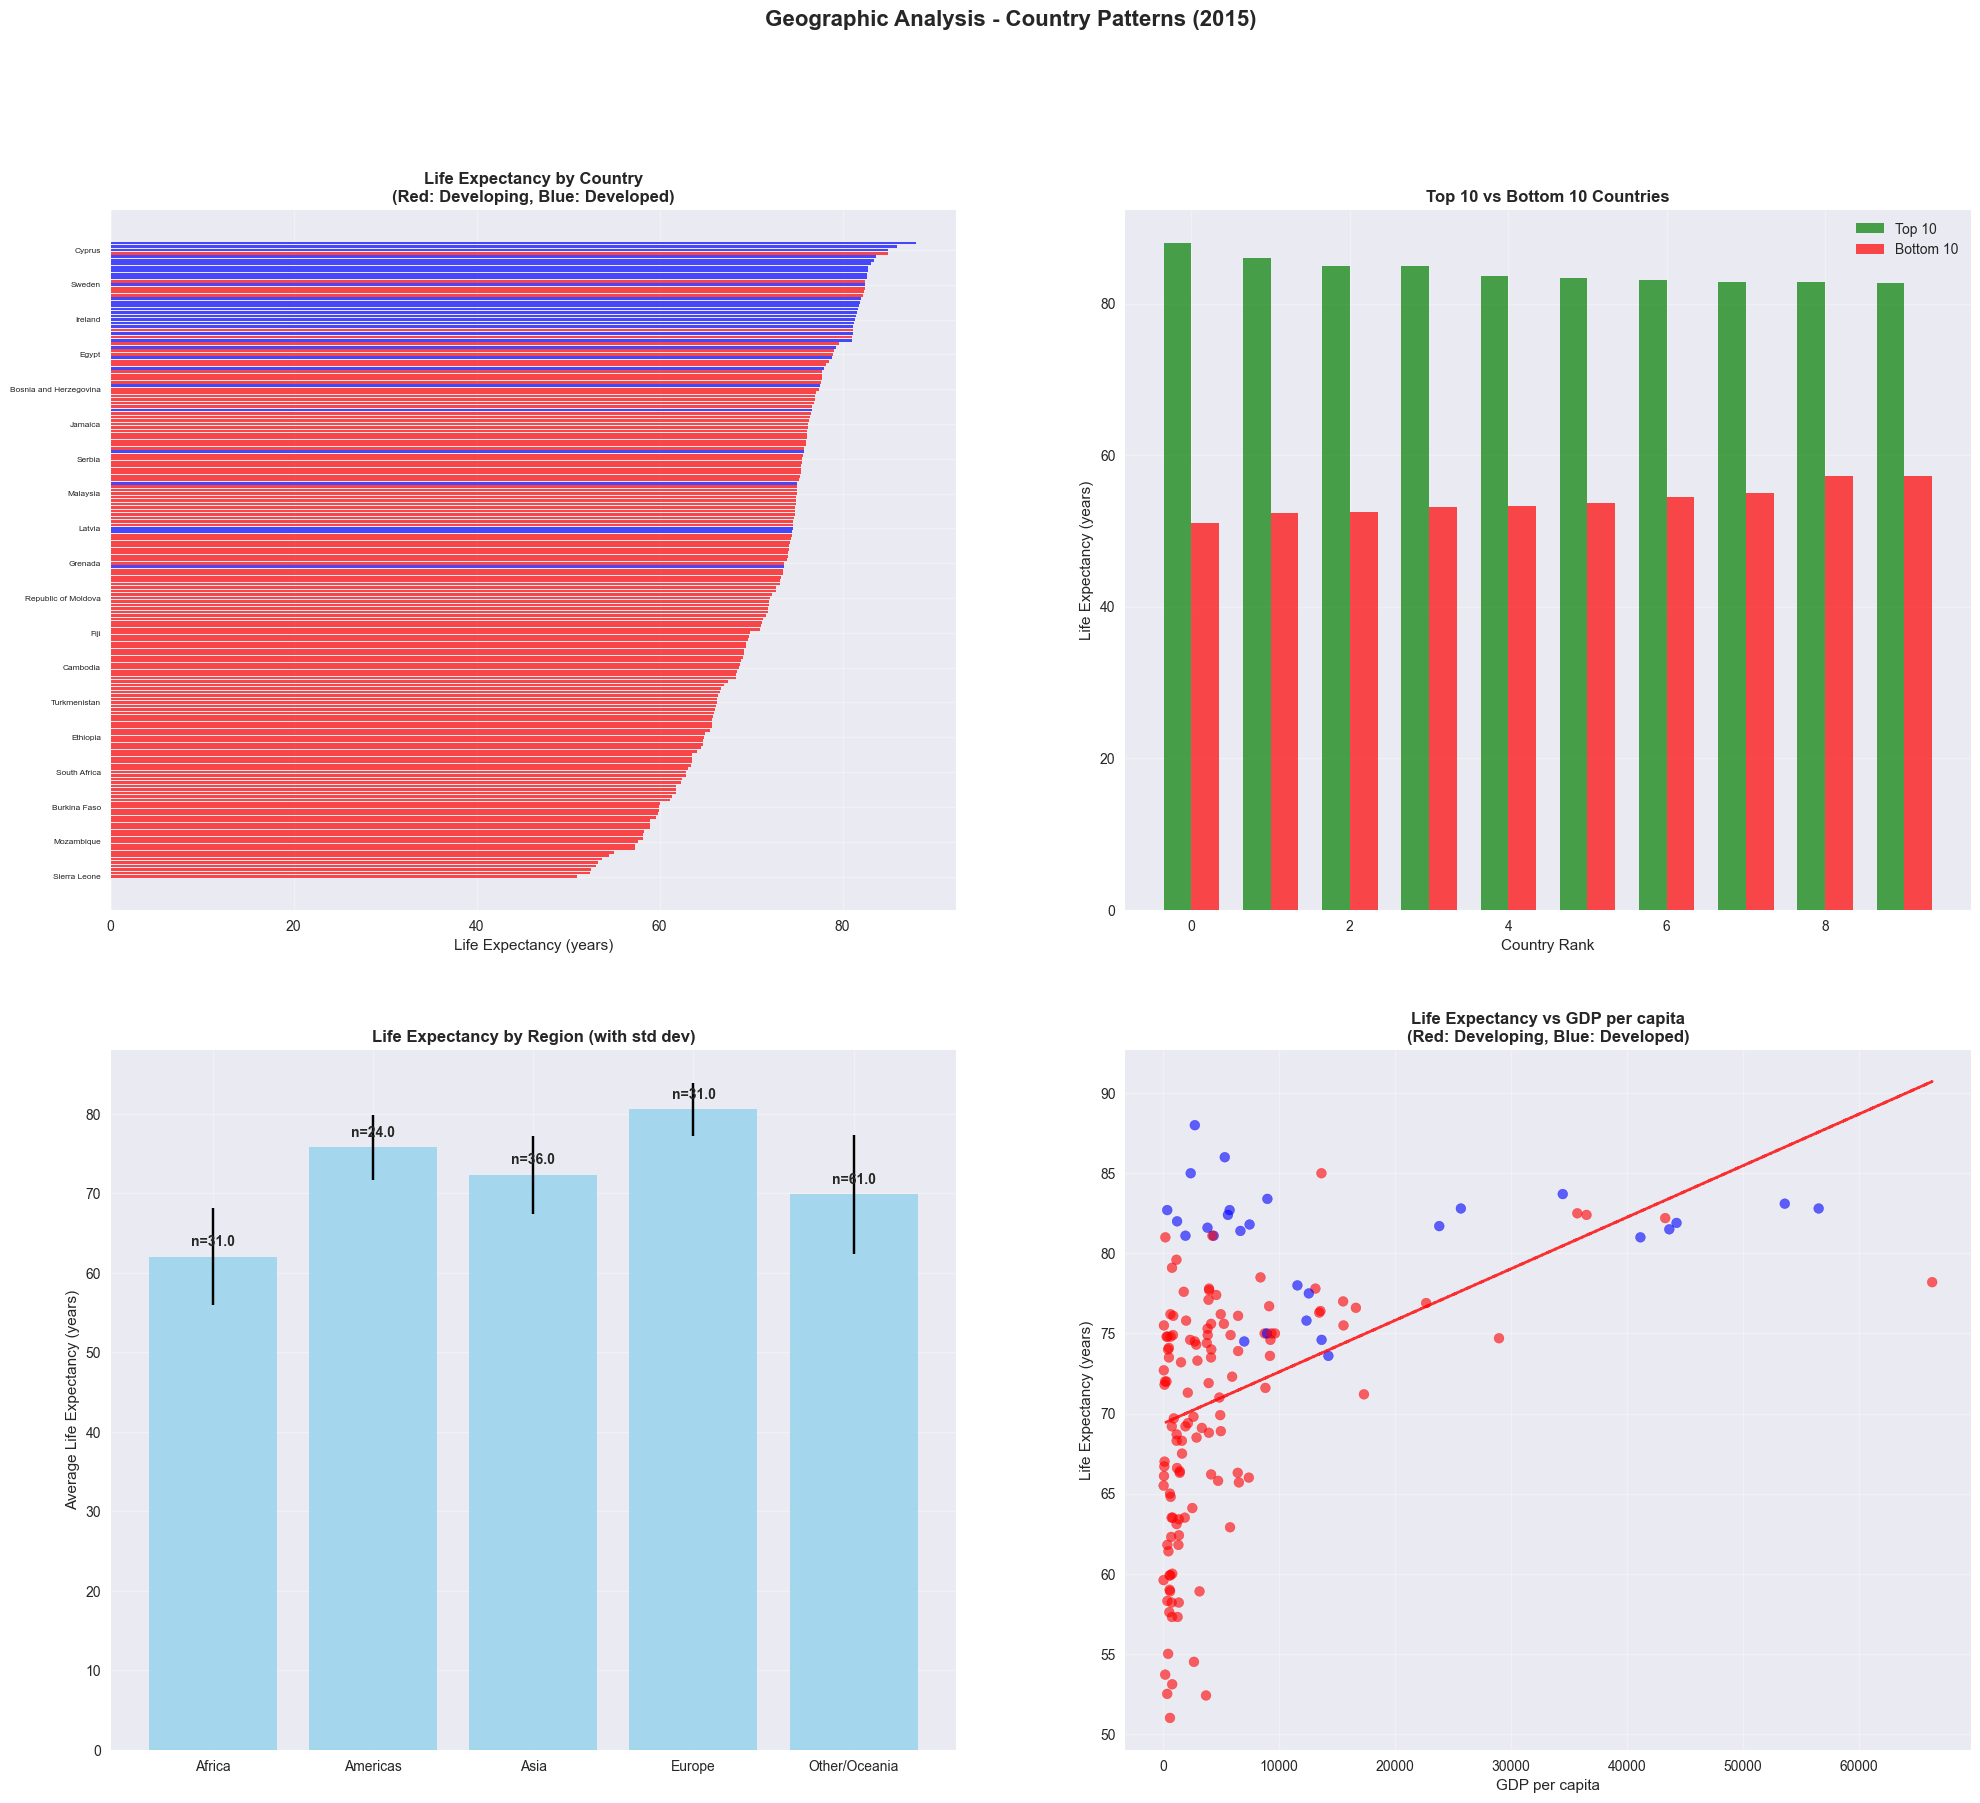 Geographic Analysis - Country Patterns (2015)
Life Expectancy by Country
(Red: Developing, Blue: Developed)
Cyprus
Sweden
Ireland
Egypt
Bosnia and Herzegovina
Jamaica
Serbia
Malaysia
Latvia
Grenada
Republic of Moldova
Fiji
Cambodia
Turkmenistan
Ethiopia
South Africa
Burkina Faso
Mozambique
Sierra Leone
0 20 40 60 80
Life Expectancy (years)
Top 10 vs Bottom 10 Countries
Top 10
Bottom 10
Life Expectancy (years)
80
60
40
20
0
0 2 4 6 8
Country Rank
Life Expectancy by Region (with std dev)
Average Life Expectancy (years)
80
70
60
50
40
30
20
10
0
n=31.0
n=24.0
n=36.0
n=31.0
n=61.0
Africa Americas Asia Europe Other/Oceania
Life Expectancy vs GDP per capita
(Red: Developing, Blue: Developed)
Life Expectancy (years)
90
85
80
75
70
65
60
55
50
0 10000 20000 30000 40000 50000 60000
GDP per capita